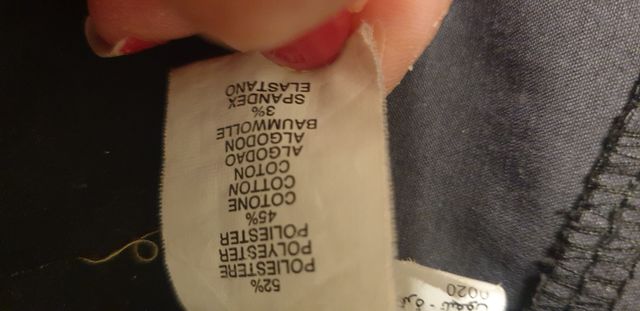 52%
POLIESTERE
POLYESTER
POLIESTER
45%
COTONE
COTTON
COTON
ALGODAO
ALGODON
BAUMWOLLE
3%
SPANDEX
ELASTANO
0020